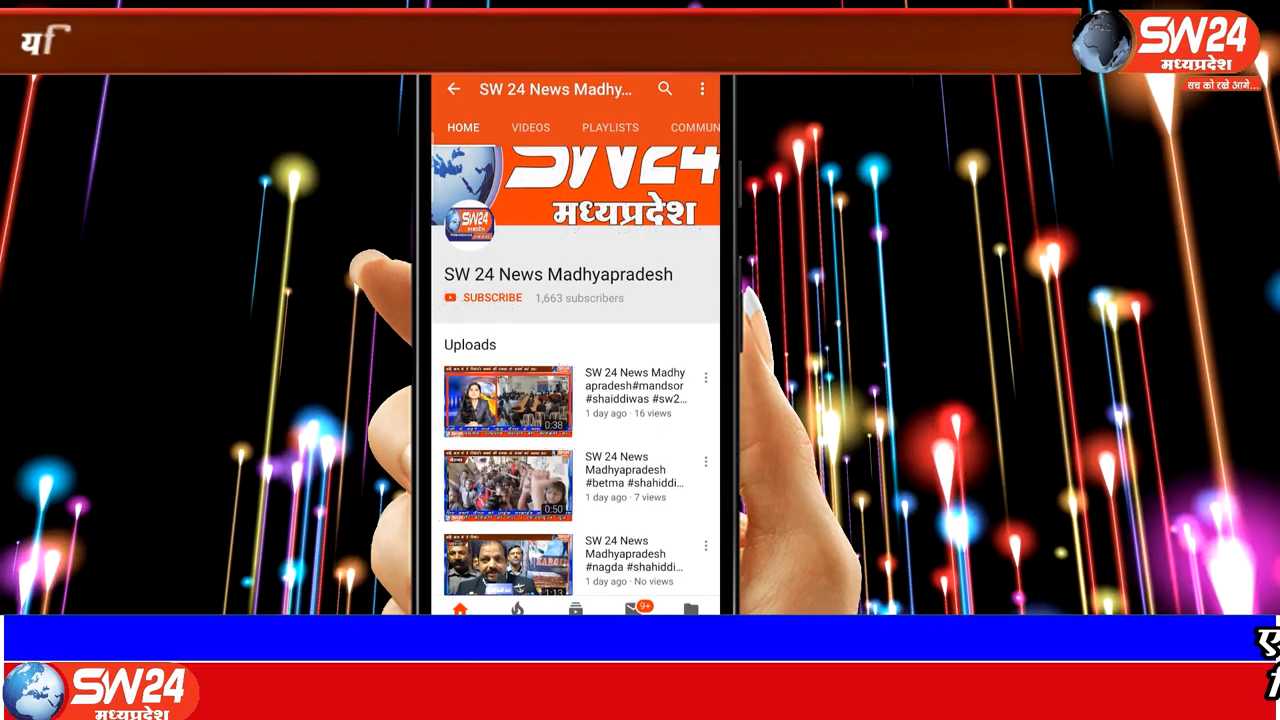 SW24
मध्यप्रदेश
सच को रखे आगे...
SW 24 News Madhy...
HOME VIDEOS PLAYLISTS COMMUN
SW24
मध्यप्रदेश
SW24
SW 24 News Madhyapradesh
SUBSCRIBE 1,663 subscribers
Uploads
SW 24 News Madhy
apradesh#mandsor
#shaiddiwas #sw2...
1 day ago · 16 views
0:38
SW 24 News
Madhyapradesh
#betma #shahiddi...
1 day ago · 7 views
0:50
SW 24 News
Madhyapradesh
#nagda #shahiddi...
1 day ago · No views
1:13
9+
SW24
मध्यप्रदेश